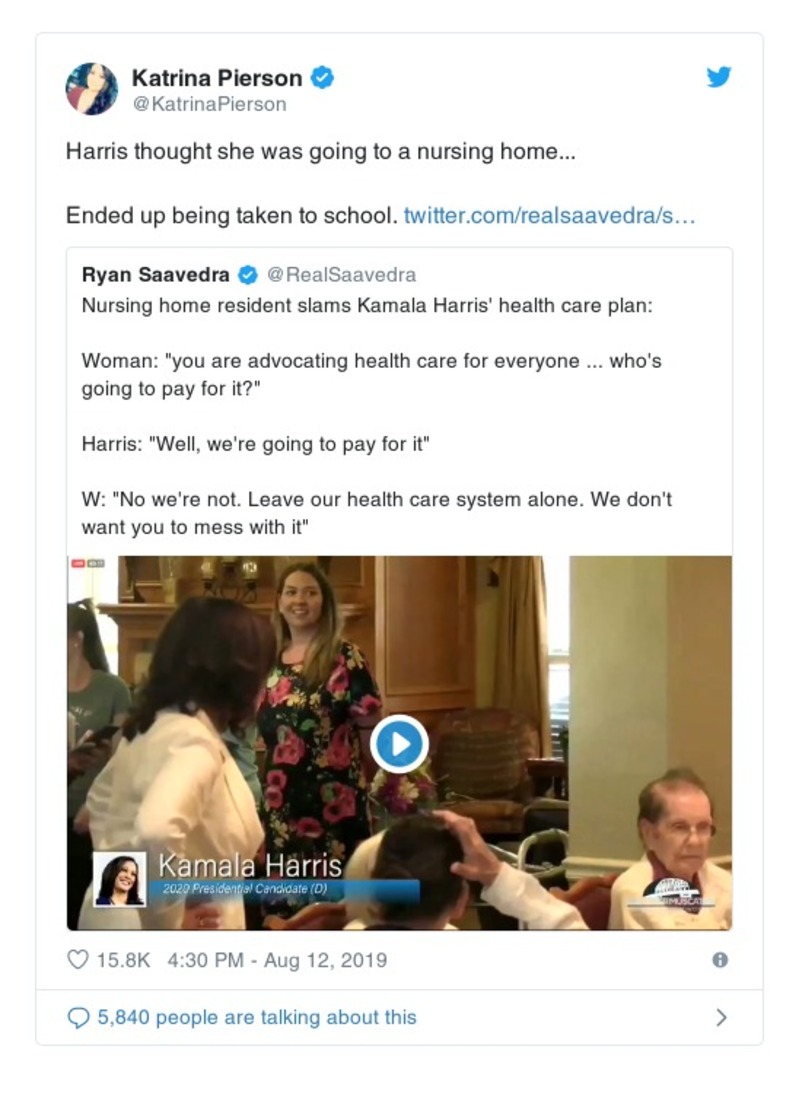 Katrina Pierson
@KatrinaPierson
Harris thought she was going to a nursing home...
Ended up being taken to school. twitter.com/realsaavedra/s...
Ryan Saavedra @RealSaavedra
Nursing home resident slams Kamala Harris' health care plan:
Woman: "you are advocating health care for everyone ... who's
going to pay for it?"
Harris: "Well, we're going to pay for it"
W: "No we're not. Leave our health care system alone. We don't
want you to mess with it"
LIVE
Kamala Harris
2020 Presidential Candidate (D)
15.8K 4:30 PM - Aug 12, 2019
5,840 people are talking about this